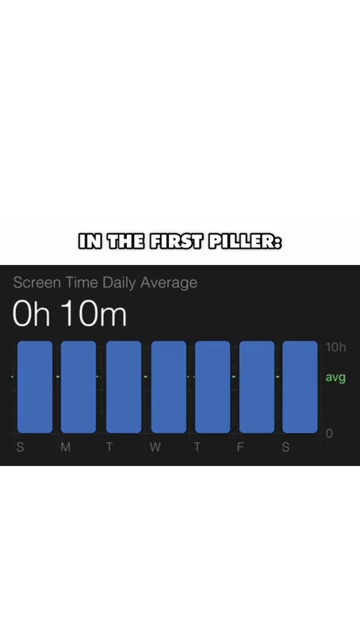 IN THE FIRST PILLER:
Screen Time Daily Average
0h 10m
10h
avg
0
S M T W T F S